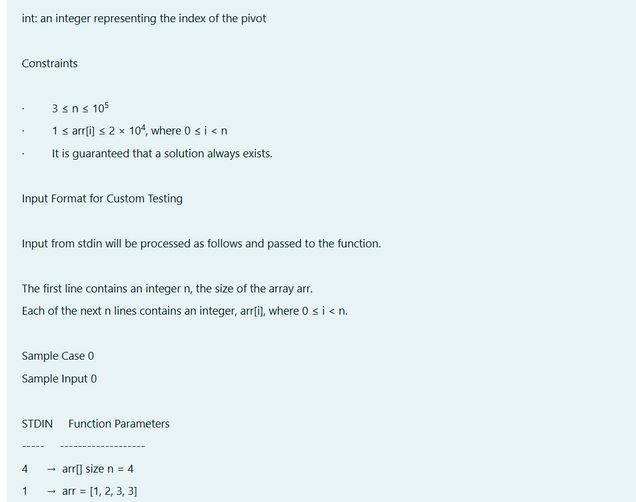 int: an integer representing the index of the pivot
Constraints
· 3 ≤ n ≤ 10⁵
· 1 ≤ arr[i] ≤ 2 × 10⁴, where 0 ≤ i < n
· It is guaranteed that a solution always exists.
Input Format for Custom Testing
Input from stdin will be processed as follows and passed to the function.
The first line contains an integer n, the size of the array arr.
Each of the next n lines contains an integer, arr[i], where 0 ≤ i < n.
Sample Case 0
Sample Input 0
STDIN Function Parameters
----- -------------------
4 → arr[] size n = 4
1 → arr = [1, 2, 3, 3]